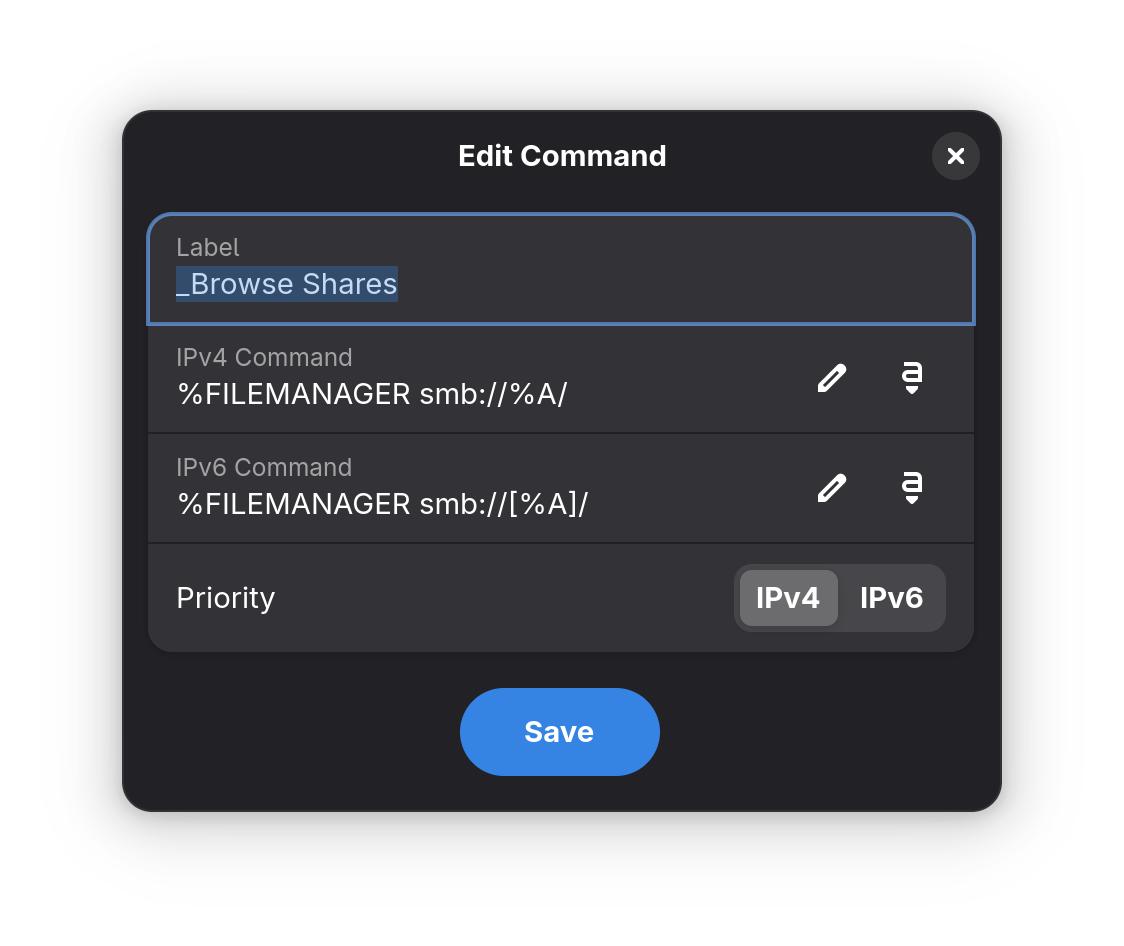 Edit Command
Label
_Browse Shares
IPv4 Command
%FILEMANAGER smb://%A/
IPv6 Command
%FILEMANAGER smb://[%A]/
Priority
IPv4 IPv6
Save